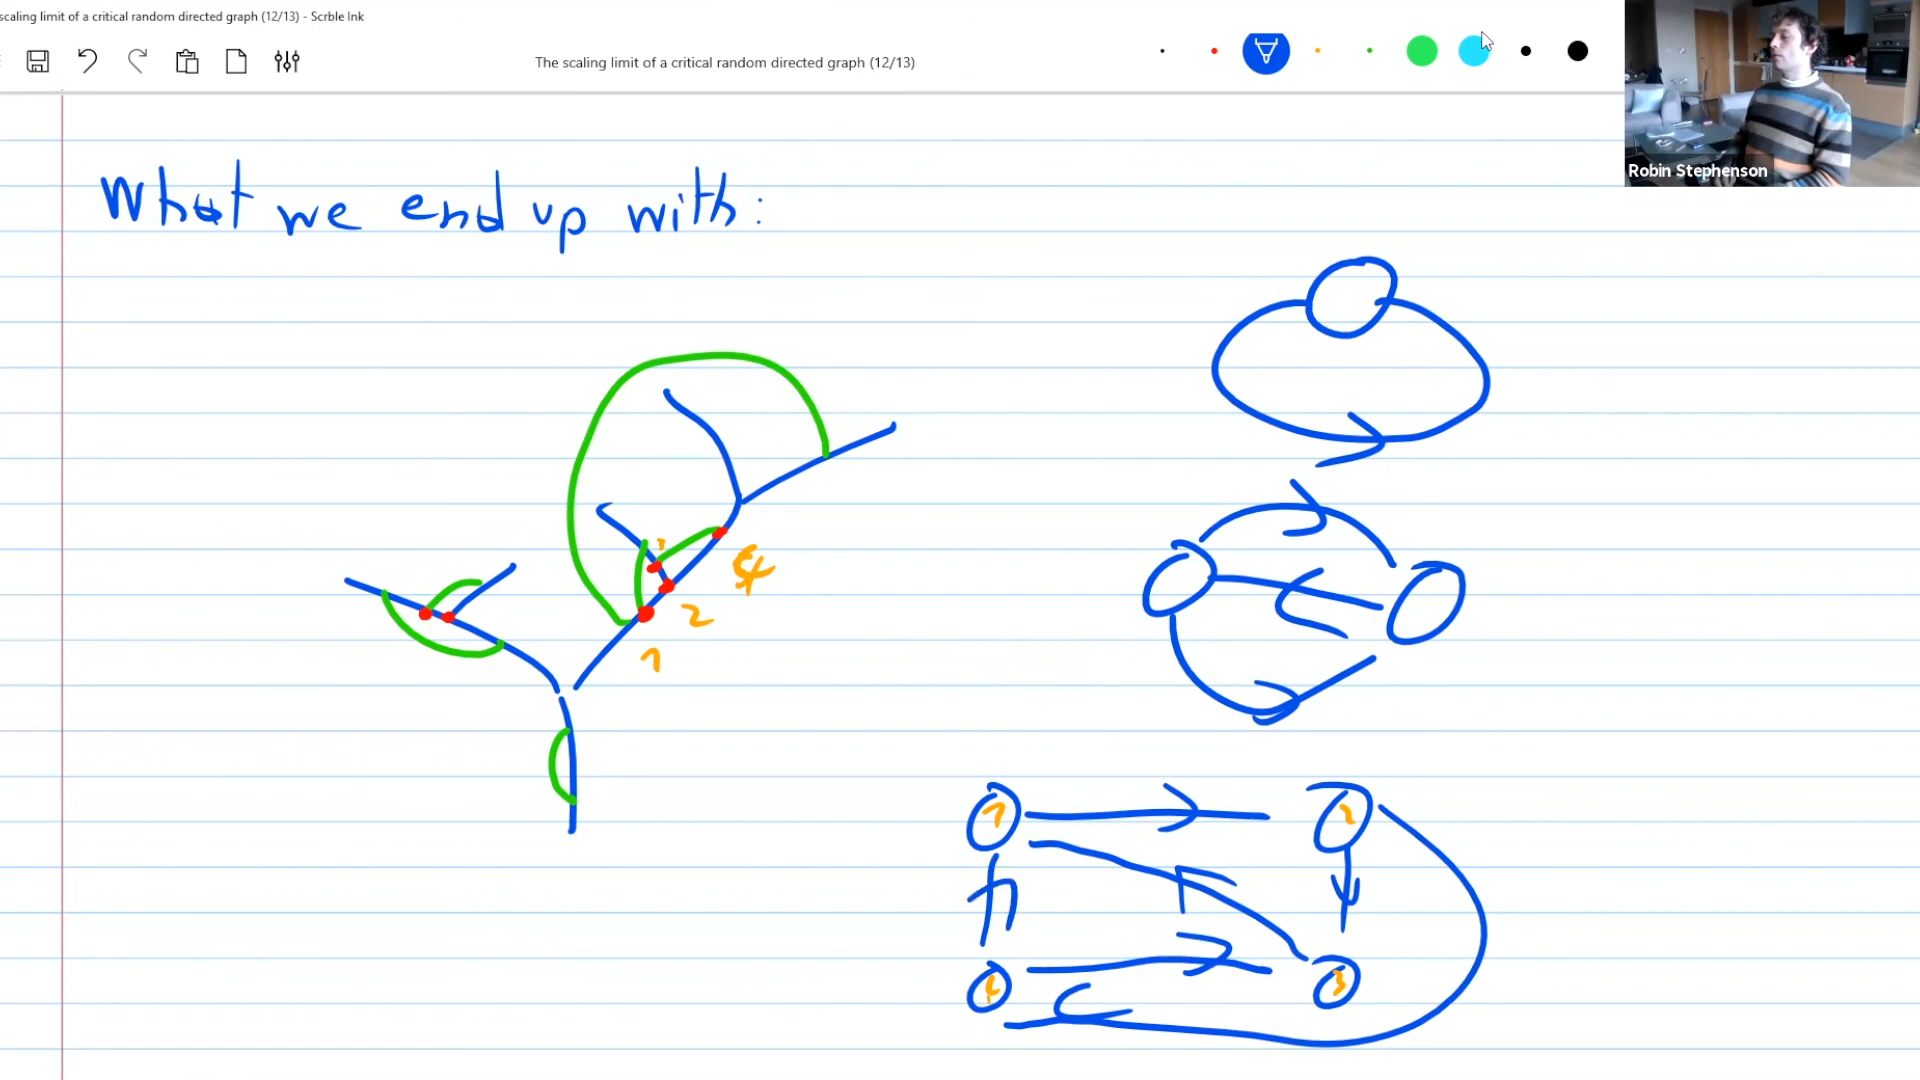 scaling limit of a critical random directed graph (12/13) - Scrble Ink
The scaling limit of a critical random directed graph (12/13)
Robin Stephenson
What we end up with:
3
4
2
1
1
2
3